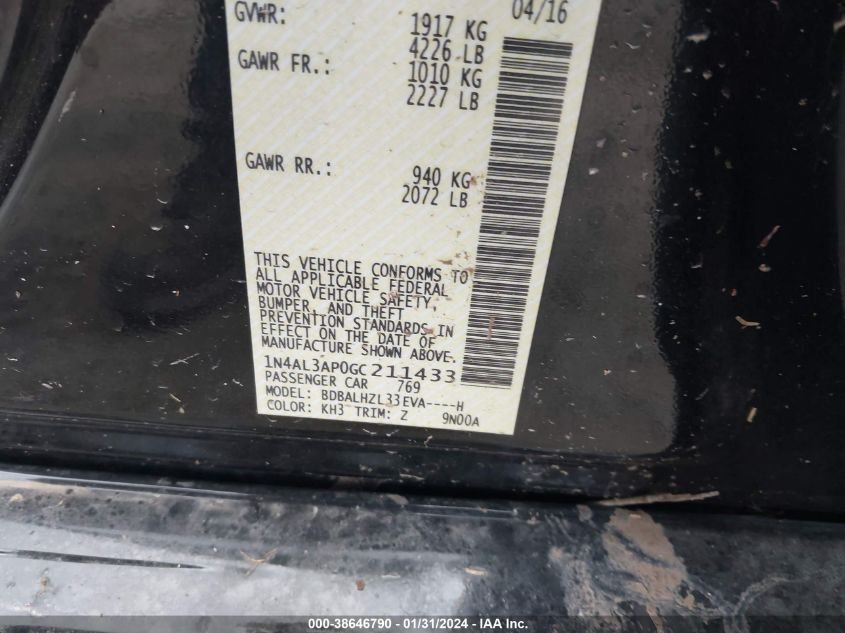 04/16
GVWR: 1917 KG
4226 LB
GAWR FR.: 1010 KG
2227 LB
GAWR RR.: 940 KG
2072 LB
THIS VEHICLE CONFORMS TO
ALL APPLICABLE FEDERAL
MOTOR VEHICLE SAFETY,
BUMPER, AND THEFT
PREVENTION STANDARDS IN
EFFECT ON THE DATE OF
MANUFACTURE SHOWN ABOVE.
1N4AL3AP0GC211433
PASSENGER CAR 769
MODEL: BDBALHZL33EVA----H
COLOR: KH3 TRIM: Z 9N00A
000-38646790 - 01/31/2024 - IAA Inc.